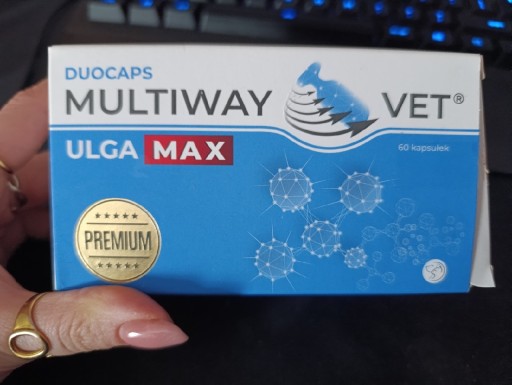 DUOCAPS
MULTIWAY VET®
ULGA MAX
60 kapsułek
PREMIUM